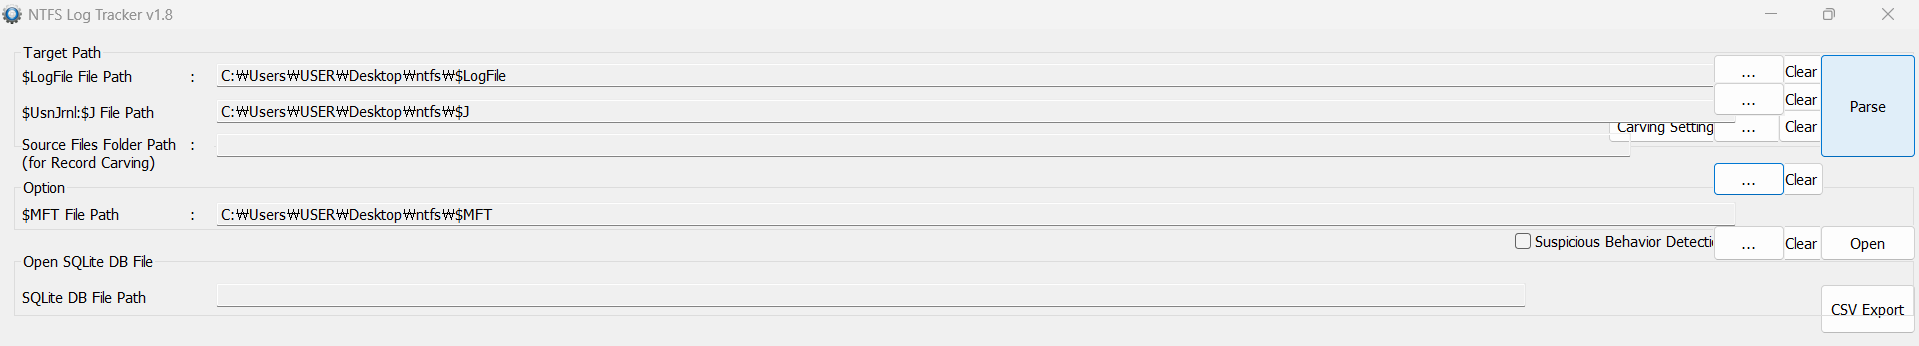 NTFS Log Tracker v1.8
Target Path
$LogFile File Path : C:₩Users₩USER₩Desktop₩ntfs₩$LogFile ... Clear
$UsnJrnl:$J File Path : C:₩Users₩USER₩Desktop₩ntfs₩$J ... Clear
Parse
Carving Setting ... Clear
Source Files Folder Path :
(for Record Carving)
... Clear
Option
$MFT File Path : C:₩Users₩USER₩Desktop₩ntfs₩$MFT
Suspicious Behavior Detecti ... Clear Open
Open SQLite DB File
SQLite DB File Path
CSV Export